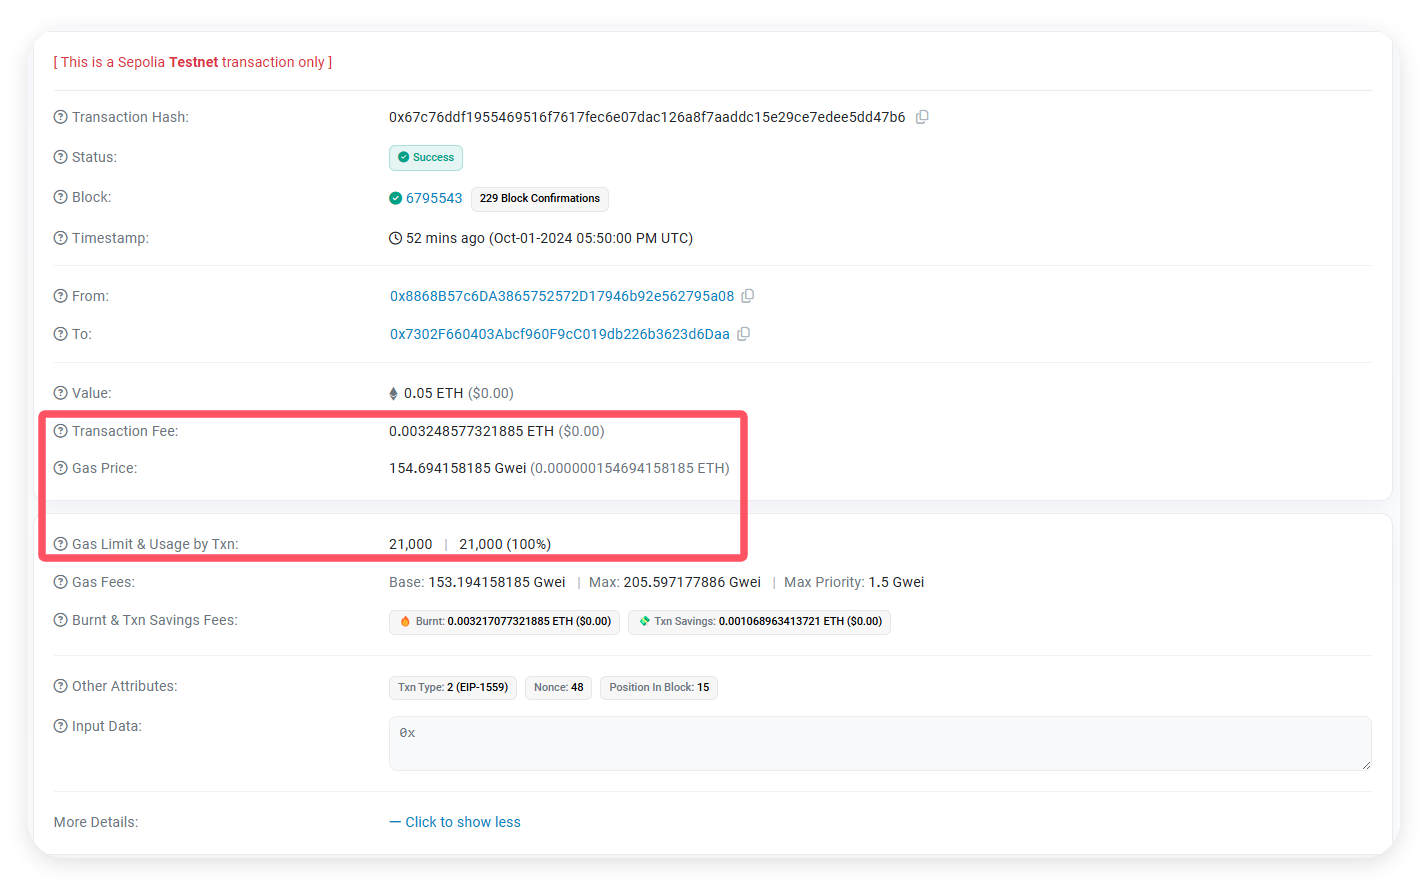 [ This is a Sepolia Testnet transaction only ]
Transaction Hash: 0x67c76ddf1955469516f7617fec6e07dac126a8f7aaddc15e29ce7edee5dd47b6
Status: Success
Block: 6795543 229 Block Confirmations
Timestamp: 52 mins ago (Oct-01-2024 05:50:00 PM UTC)
From: 0x8868B57c6DA3865752572D17946b92e562795a08
To: 0x7302F660403Abcf960F9cC019db226b3623d6Daa
Value: 0.05 ETH ($0.00)
Transaction Fee: 0.003248577321885 ETH ($0.00)
Gas Price: 154.694158185 Gwei (0.000000154694158185 ETH)
Gas Limit & Usage by Txn: 21,000 | 21,000 (100%)
Gas Fees: Base: 153.194158185 Gwei | Max: 205.597177886 Gwei | Max Priority: 1.5 Gwei
Burnt & Txn Savings Fees: Burnt: 0.003217077321885 ETH ($0.00) Txn Savings: 0.001068963413721 ETH ($0.00)
Other Attributes: Txn Type: 2 (EIP-1559) Nonce: 48 Position In Block: 15
Input Data: 0x
More Details: — Click to show less